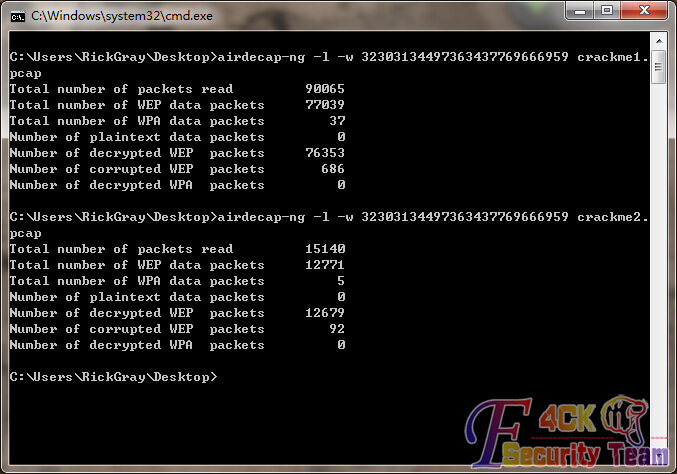 C:\Windows\system32\cmd.exe
C:\Users\RickGray\Desktop>airdecap-ng -l -w 32303134497363437769666959 crackme1.
pcap
Total number of packets read         90065
Total number of WEP data packets     77039
Total number of WPA data packets        37
Number of plaintext data packets         0
Number of decrypted WEP  packets     76353
Number of corrupted WEP  packets       686
Number of decrypted WPA  packets         0
C:\Users\RickGray\Desktop>airdecap-ng -l -w 32303134497363437769666959 crackme2.
pcap
Total number of packets read         15140
Total number of WEP data packets     12771
Total number of WPA data packets         5
Number of plaintext data packets         0
Number of decrypted WEP  packets     12679
Number of corrupted WEP  packets        92
Number of decrypted WPA  packets         0
C:\Users\RickGray\Desktop>
F 4CK
Security Team